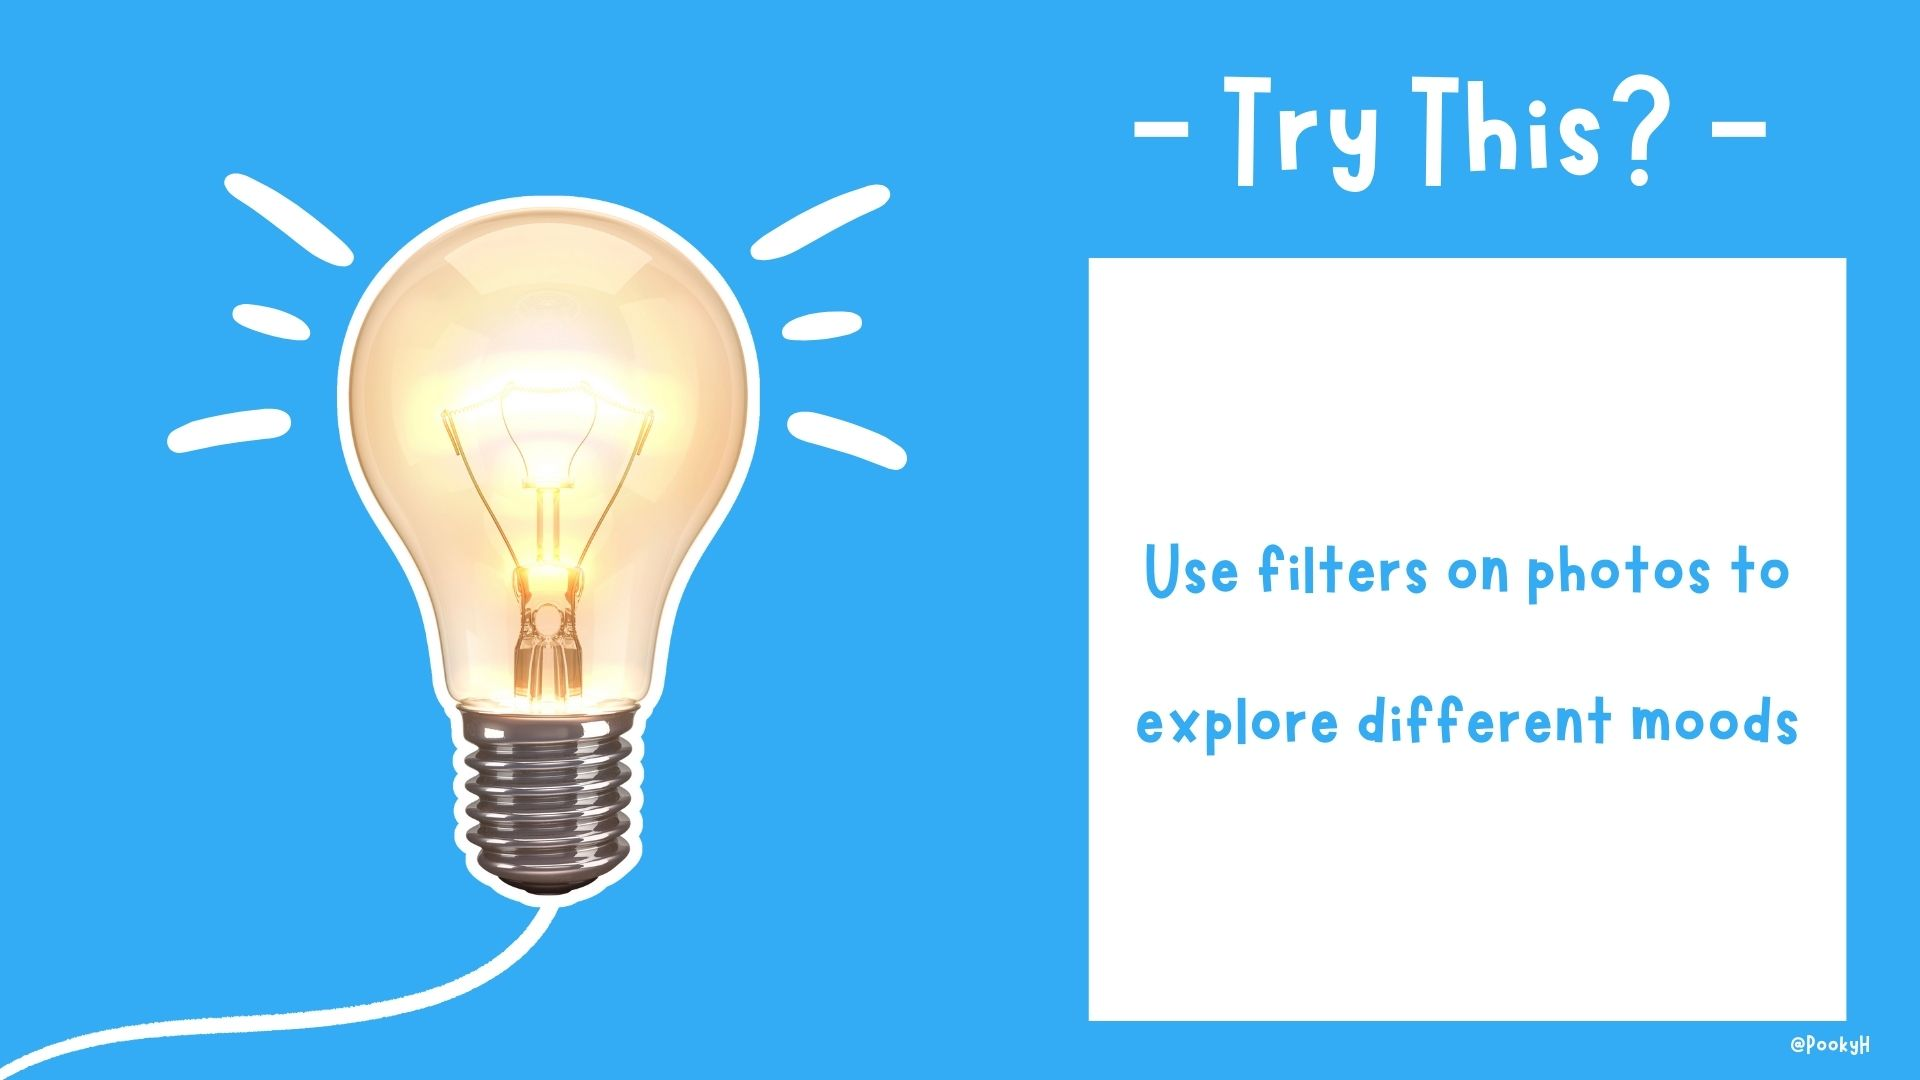 - Try This? -
Use filters on photos to
explore different moods
@PookyH